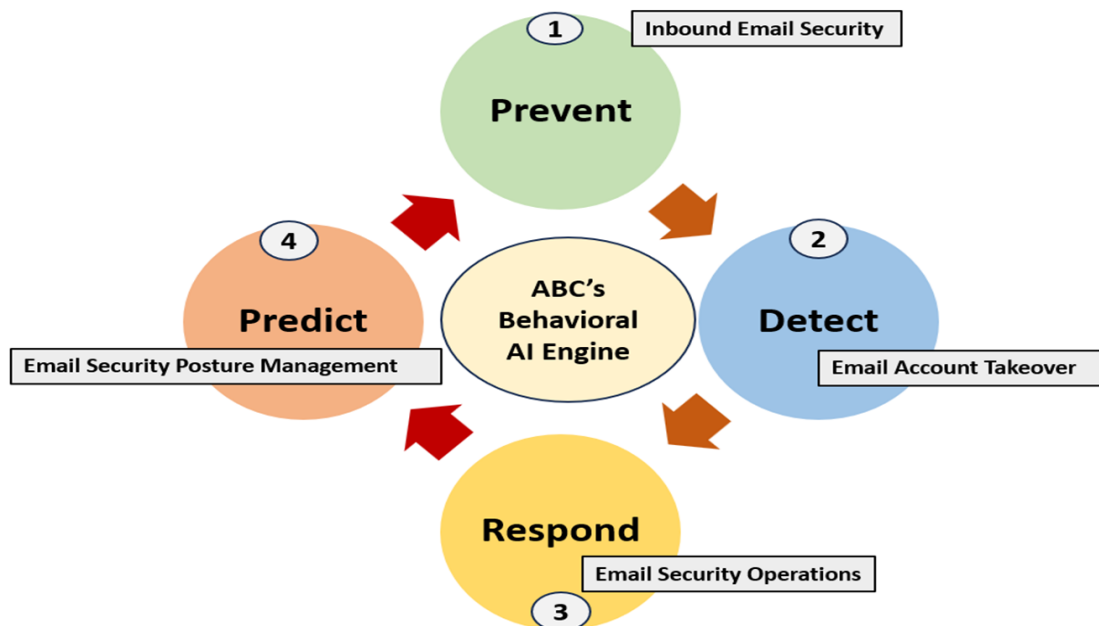 1
Inbound Email Security
Prevent
2
Detect
Email Account Takeover
ABC’s
Behavioral
AI Engine
4
Predict
Email Security Posture Management
Respond
Email Security Operations
3